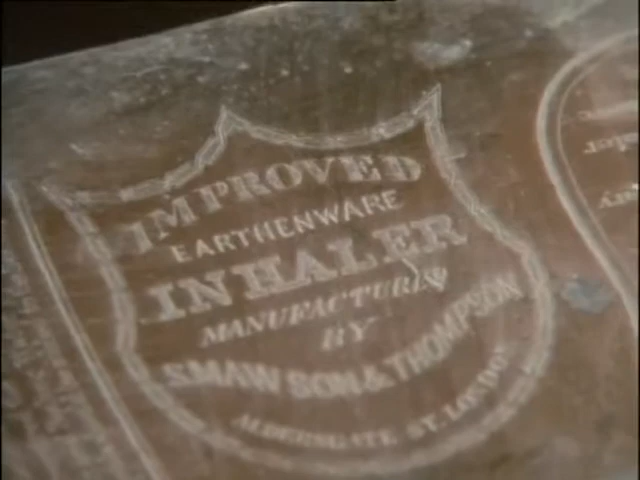 IMPROVED
EARTHENWARE
INHALER
MANUFACTURED
BY
S.MAW SON & THOMPSON
ALDERSGATE ST. LONDON